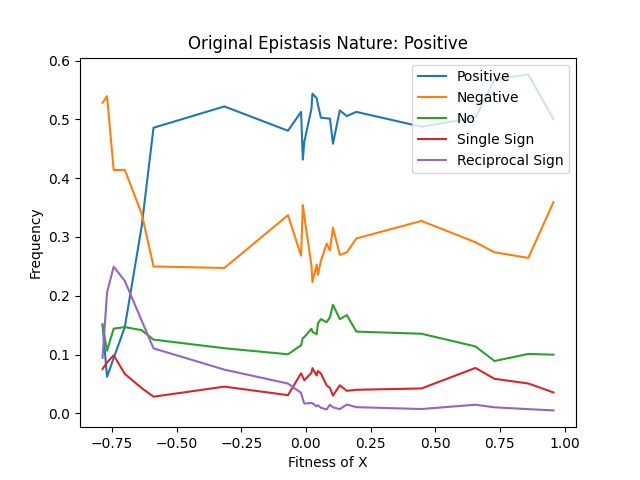 Original Epistasis Nature: Positive
Frequency
0.6
0.5
0.4
0.3
0.2
0.1
0.0
Positive
Negative
No
Single Sign
Reciprocal Sign
−0.75 −0.50 −0.25 0.00 0.25 0.50 0.75 1.00
Fitness of X